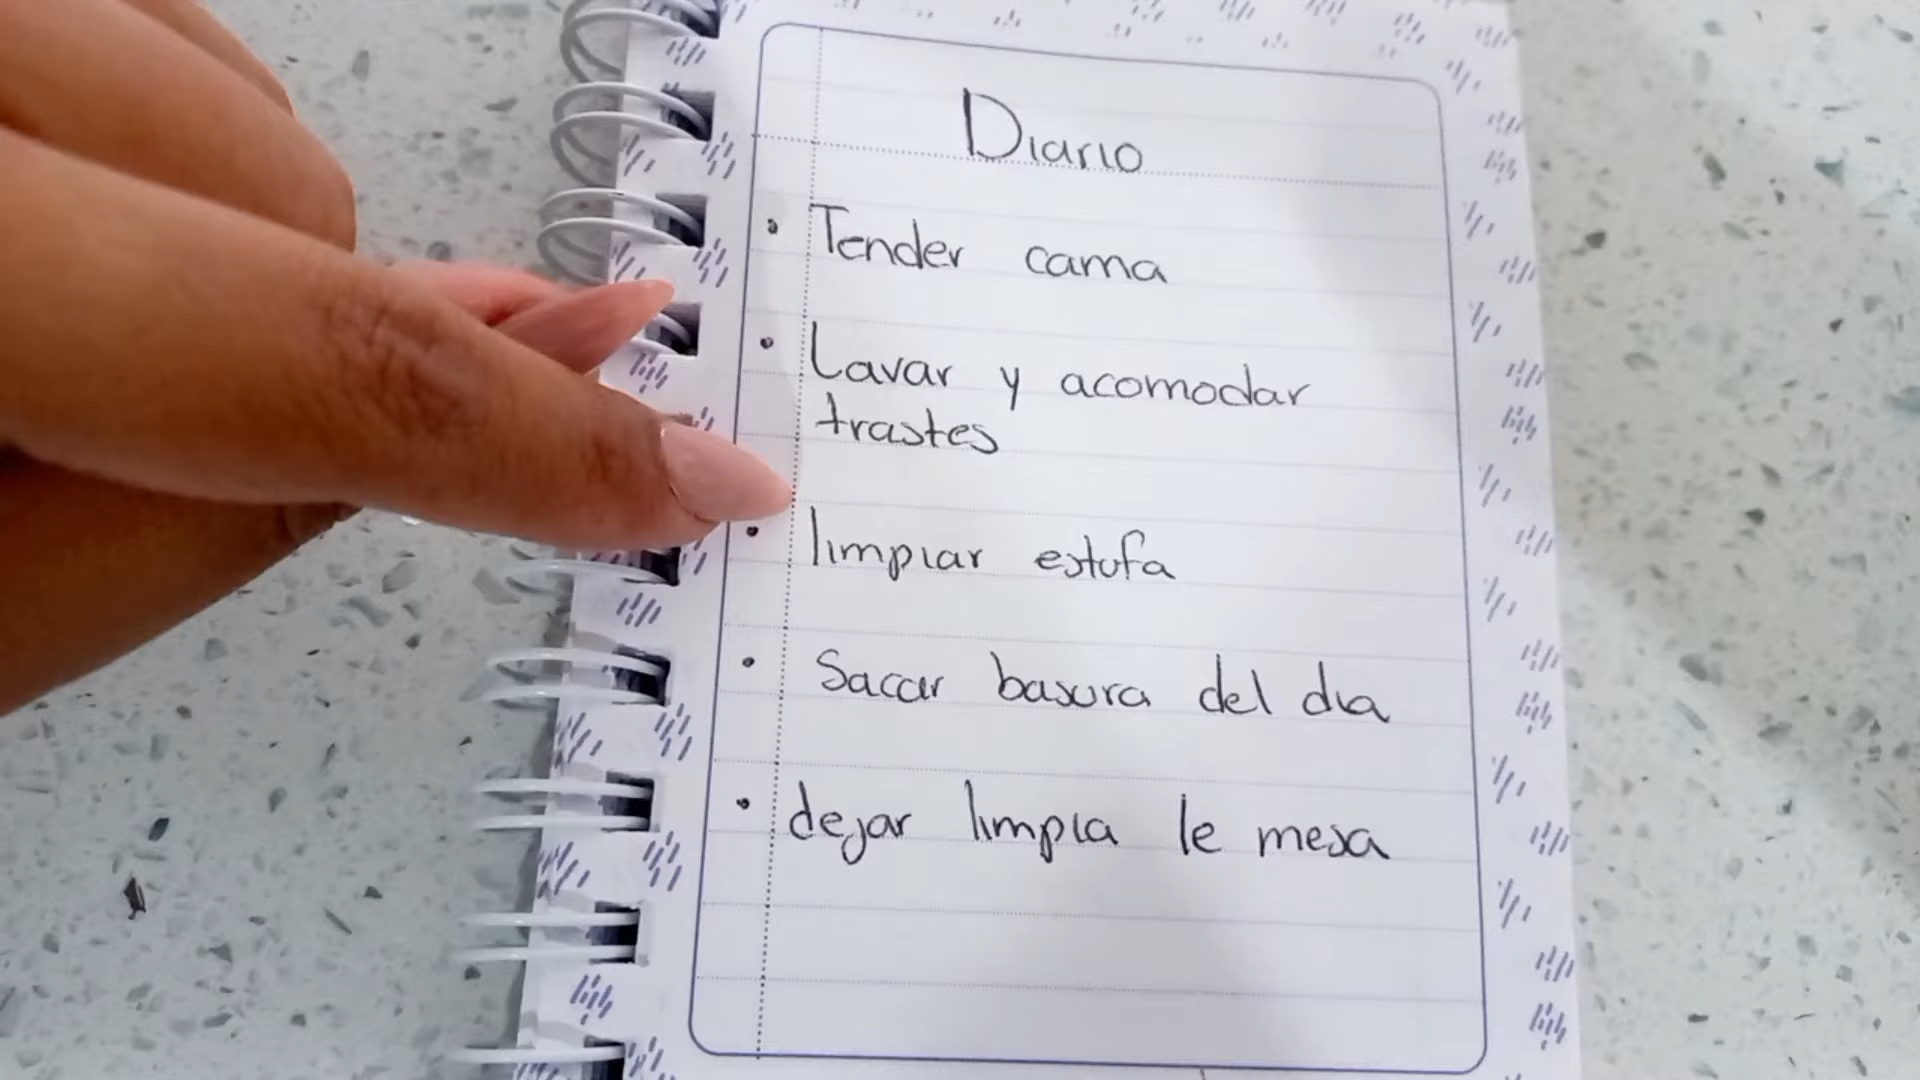 Diario
• Tender cama
• Lavar y acomodar
trastes
• limpiar estufa
• Sacar basura del dia
• dejar limpia le mesa